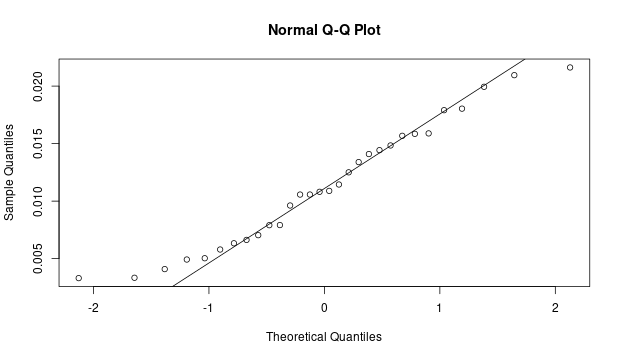 Normal Q-Q Plot
Sample Quantiles
0.020
0.015
0.010
0.005
-2 -1 0 1 2
Theoretical Quantiles